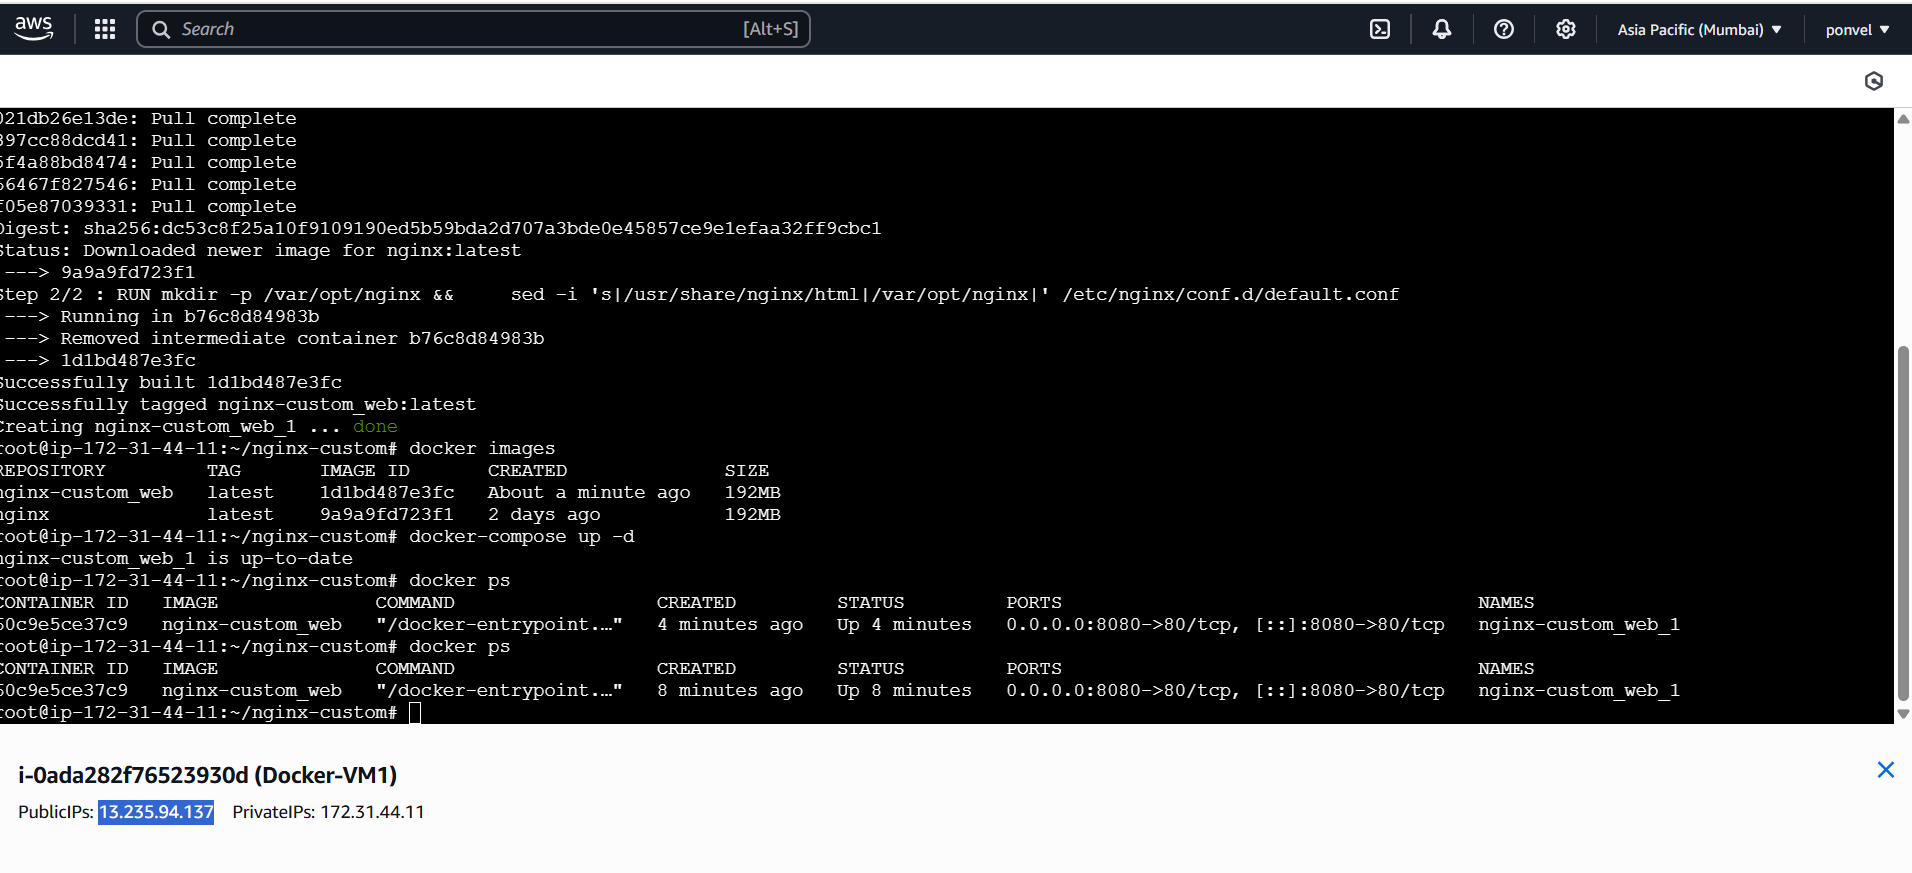 aws
Search [Alt+S] Asia Pacific (Mumbai) ponvel
021db26e13de: Pull complete
397cc88dcd41: Pull complete
5f4a88bd8474: Pull complete
56467f827546: Pull complete
f05e87039331: Pull complete
Digest: sha256:dc53c8f25a10f9109190ed5b59bda2d707a3bde0e45857ce9e1efaa32ff9cbc1
Status: Downloaded newer image for nginx:latest
---> 9a9a9fd723f1
Step 2/2 : RUN mkdir -p /var/opt/nginx && sed -i 's|/usr/share/nginx/html|/var/opt/nginx|' /etc/nginx/conf.d/default.conf
---> Running in b76c8d84983b
---> Removed intermediate container b76c8d84983b
---> 1d1bd487e3fc
Successfully built 1d1bd487e3fc
Successfully tagged nginx-custom_web:latest
Creating nginx-custom_web_1 ... done
root@ip-172-31-44-11:~/nginx-custom# docker images
REPOSITORY TAG IMAGE ID CREATED SIZE
nginx-custom_web latest 1d1bd487e3fc About a minute ago 192MB
nginx latest 9a9a9fd723f1 2 days ago 192MB
root@ip-172-31-44-11:~/nginx-custom# docker-compose up -d
nginx-custom_web_1 is up-to-date
root@ip-172-31-44-11:~/nginx-custom# docker ps
CONTAINER ID IMAGE COMMAND CREATED STATUS PORTS NAMES
50c9e5ce37c9 nginx-custom_web "/docker-entrypoint.…" 4 minutes ago Up 4 minutes 0.0.0.0:8080->80/tcp, [::]:8080->80/tcp nginx-custom_web_1
root@ip-172-31-44-11:~/nginx-custom# docker ps
CONTAINER ID IMAGE COMMAND CREATED STATUS PORTS NAMES
50c9e5ce37c9 nginx-custom_web "/docker-entrypoint.…" 8 minutes ago Up 8 minutes 0.0.0.0:8080->80/tcp, [::]:8080->80/tcp nginx-custom_web_1
root@ip-172-31-44-11:~/nginx-custom#
i-0ada282f76523930d (Docker-VM1)
PublicIPs: 13.235.94.137 PrivateIPs: 172.31.44.11